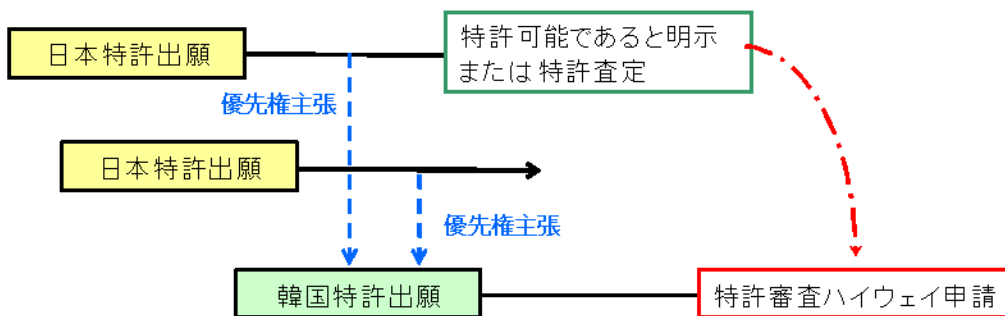 日本特許出願
特許可能であると明示
または特許査定
優先権主張
日本特許出願
優先権主張
韓国特許出願
特許審査ハイウェイ申請